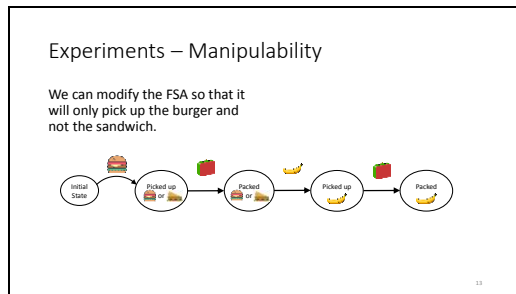 Experiments – Manipulability
We can modify the FSA so that it
will only pick up the burger and
not the sandwich.
Initial
State
Picked up
or
Packed
or
Picked up
Packed
13